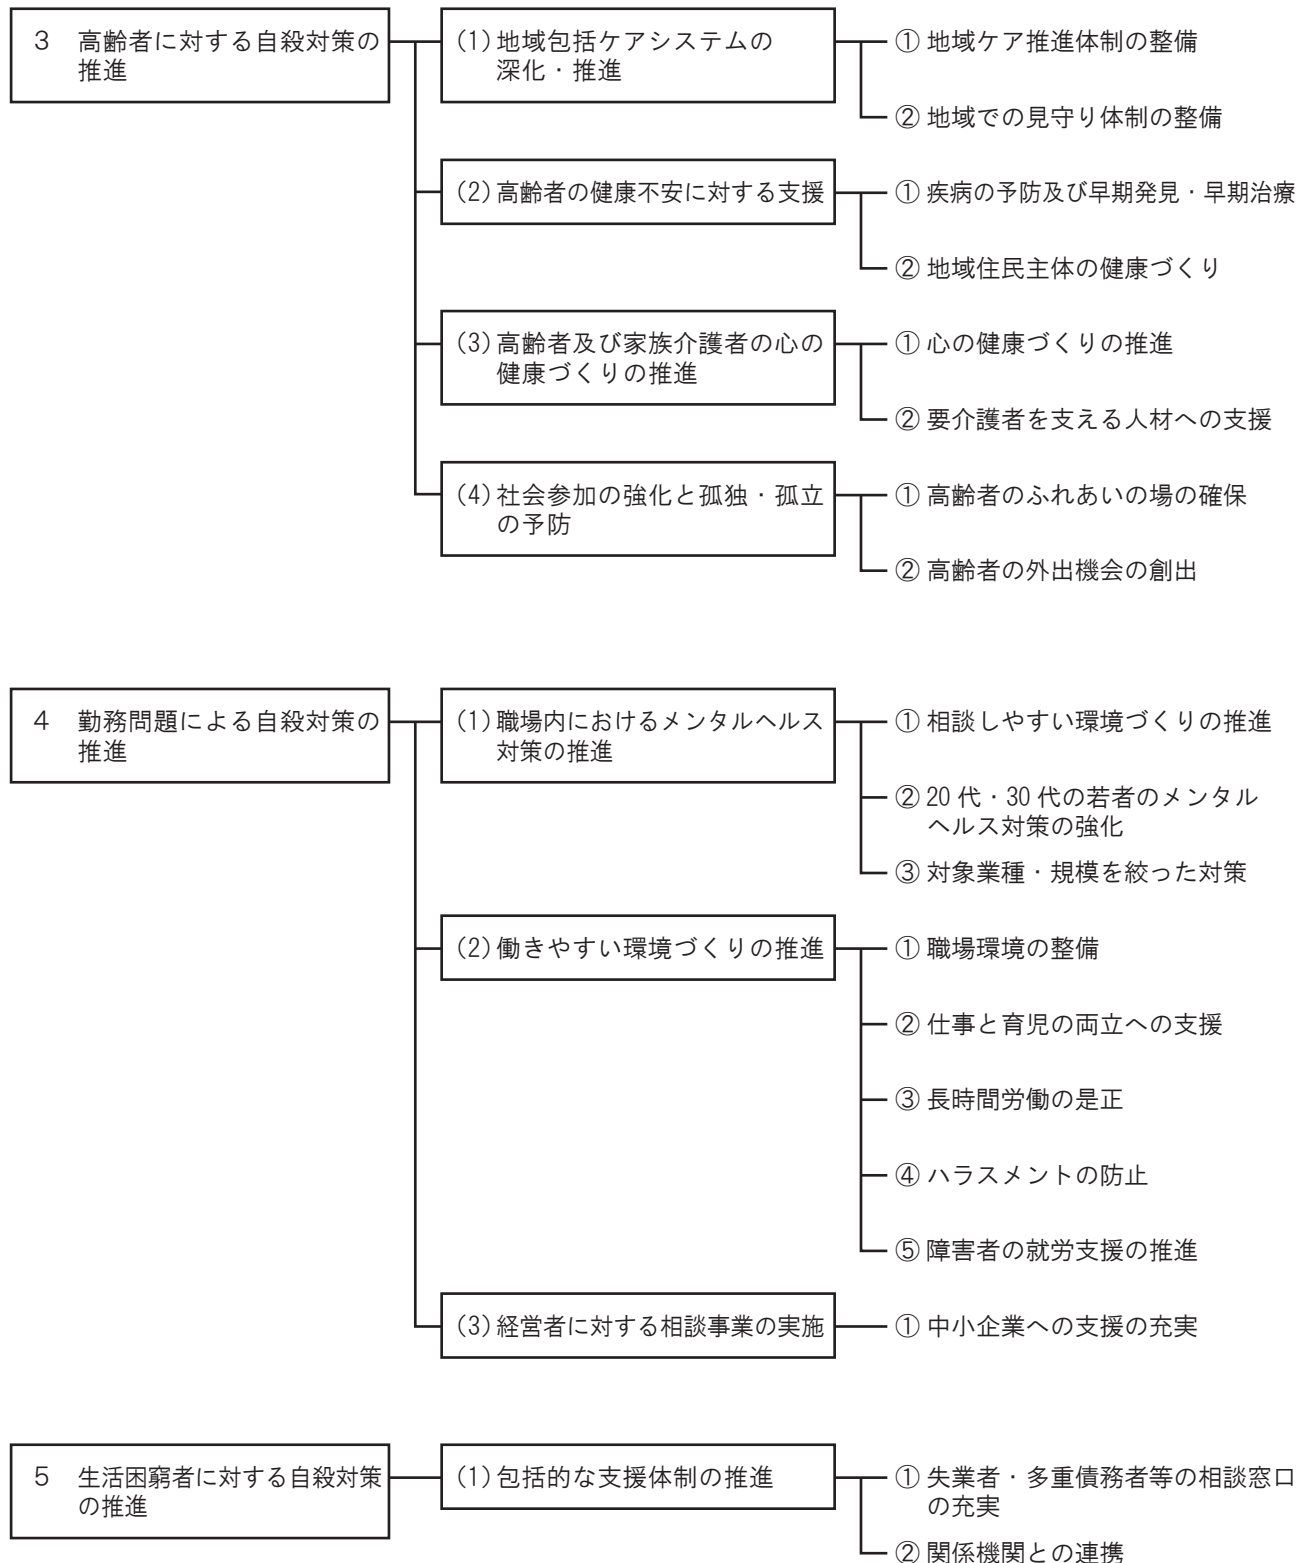 3 高齢者に対する自殺対策の
推進
(1)地域包括ケアシステムの
深化・推進
① 地域ケア推進体制の整備
② 地域での見守り体制の整備
(2)高齢者の健康不安に対する支援
① 疾病の予防及び早期発見・早期治療
② 地域住民主体の健康づくり
(3)高齢者及び家族介護者の心の
健康づくりの推進
① 心の健康づくりの推進
② 要介護者を支える人材への支援
(4)社会参加の強化と孤独・孤立
の予防
① 高齢者のふれあいの場の確保
② 高齢者の外出機会の創出
4 勤務問題による自殺対策の
推進
(1)職場内におけるメンタルヘルス
対策の推進
① 相談しやすい環境づくりの推進
② 20代・30代の若者のメンタル
ヘルス対策の強化
③ 対象業種・規模を絞った対策
(2)働きやすい環境づくりの推進
① 職場環境の整備
② 仕事と育児の両立への支援
③ 長時間労働の是正
④ ハラスメントの防止
⑤ 障害者の就労支援の推進
(3)経営者に対する相談事業の実施
① 中小企業への支援の充実
5 生活困窮者に対する自殺対策
の推進
(1)包括的な支援体制の推進
① 失業者・多重債務者等の相談窓口
の充実
② 関係機関との連携